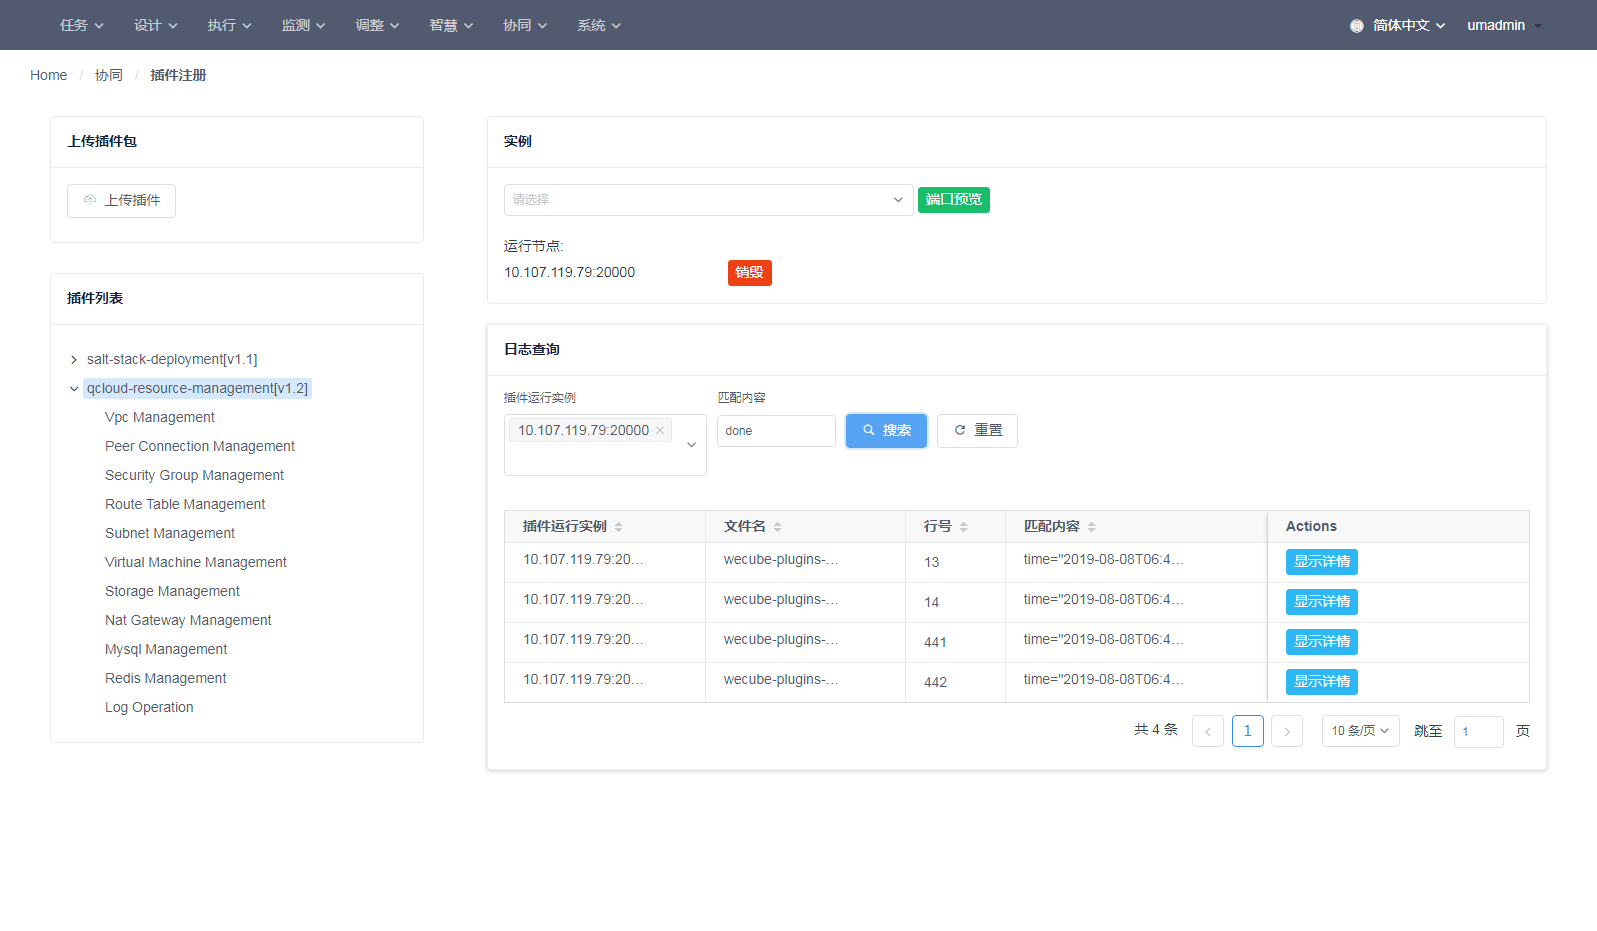 任务 设计 执行 监测 调整 智慧 协同 系统 简体中文 umadmin
Home / 协同 / 插件注册
上传插件包
上传插件
插件列表
salt-stack-deployment[v1.1]
qcloud-resource-management[v1.2]
Vpc Management
Peer Connection Management
Security Group Management
Route Table Management
Subnet Management
Virtual Machine Management
Storage Management
Nat Gateway Management
Mysql Management
Redis Management
Log Operation
实例
请选择 端口预览
运行节点:
10.107.119.79:20000 销毁
日志查询
插件运行实例 匹配内容
10.107.119.79:20000 done 搜索 重置
插件运行实例 文件名 行号 匹配内容 Actions
10.107.119.79:20... wecube-plugins-... 13 time="2019-08-08T06:4... 显示详情
10.107.119.79:20... wecube-plugins-... 14 time="2019-08-08T06:4... 显示详情
10.107.119.79:20... wecube-plugins-... 441 time="2019-08-08T06:4... 显示详情
10.107.119.79:20... wecube-plugins-... 442 time="2019-08-08T06:4... 显示详情
共 4 条 1 10 条/页 跳至 1 页